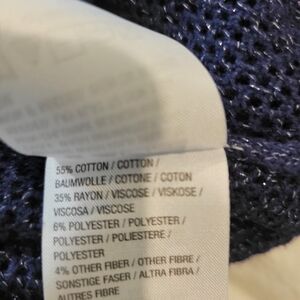 55% COTTON / COTTON /
BAUMWOLLE / COTONE / COTON
35% RAYON / VISCOSE / VISKOSE /
VISCOSA / VISCOSE
6% POLYESTER / POLYESTER /
POLYESTER / POLIESTERE /
POLYESTER
4% OTHER FIBER / OTHER FIBRE /
SONSTIGE FASER / ALTRA FIBRA /
AUTRES FIBRE